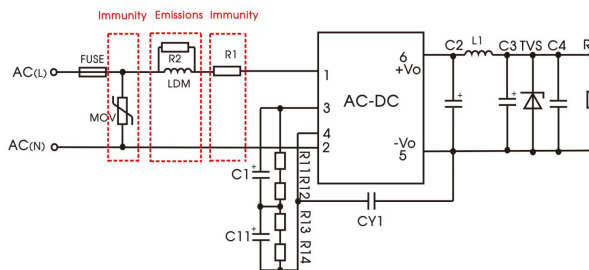 Immunity Emissions Immunity
FUSE
R2
R1
LDM
AC(L)
MOV
AC(N)
1
3
4
2
AC-DC
6
+Vo
-Vo
5
C2 L1 C3 TVS C4 R
+
+
C1
+
C11
+
R11
R12
R13
R14
CY1